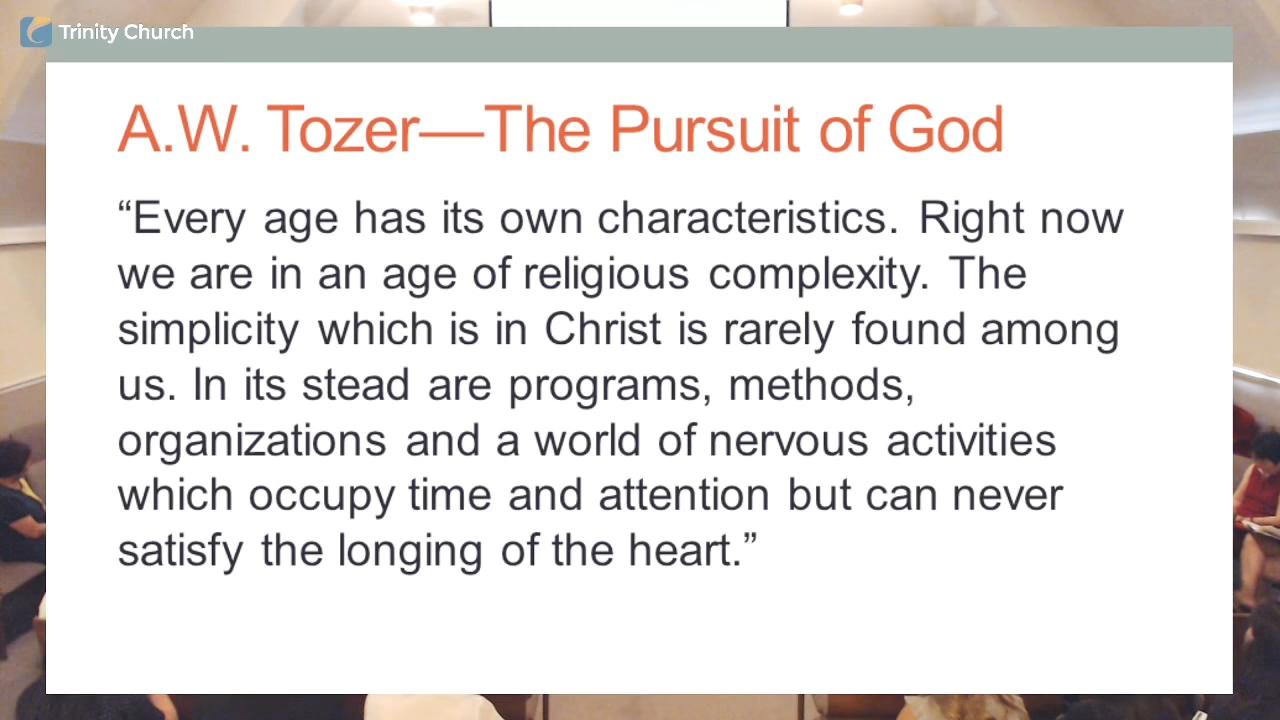 Trinity Church
A.W. Tozer—The Pursuit of God
“Every age has its own characteristics. Right now
we are in an age of religious complexity. The
simplicity which is in Christ is rarely found among
us. In its stead are programs, methods,
organizations and a world of nervous activities
which occupy time and attention but can never
satisfy the longing of the heart.”